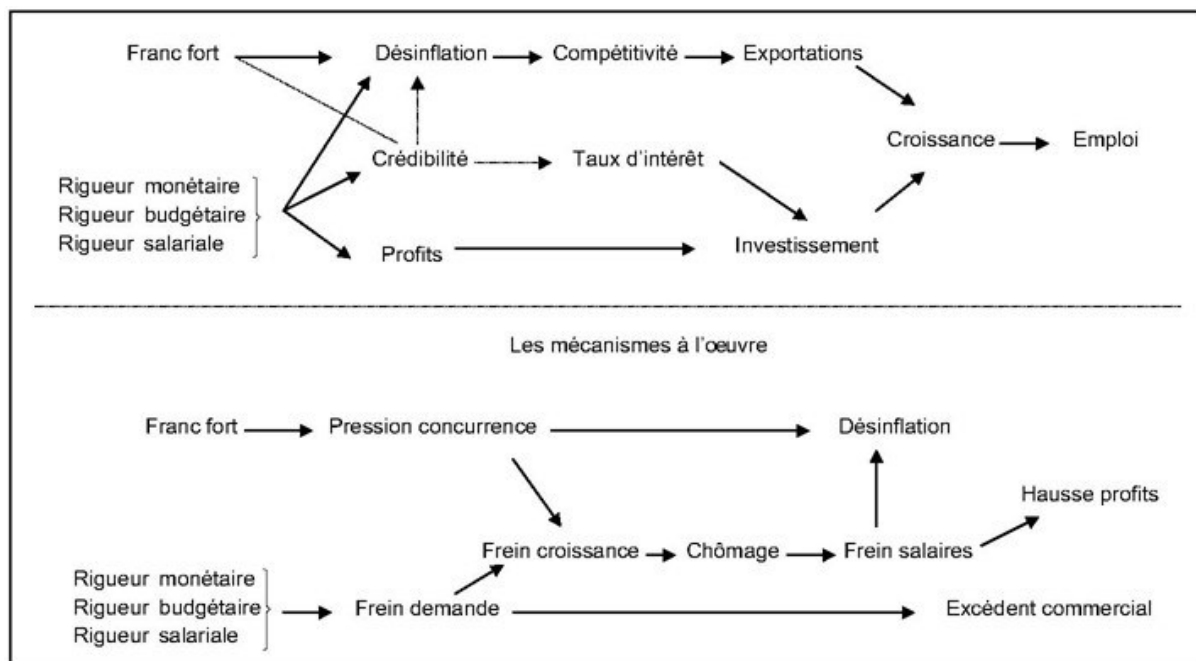 Franc fort Désinflation Compétitivité Exportations
Croissance Emploi
Crédibilité Taux d'intérêt
Rigueur monétaire
Rigueur budgétaire
Rigueur salariale
Profits Investissement
Les mécanismes à l'œuvre
Franc fort Pression concurrence Désinflation
Hausse profits
Frein croissance Chômage Frein salaires
Rigueur monétaire
Rigueur budgétaire Frein demande Excédent commercial
Rigueur salariale